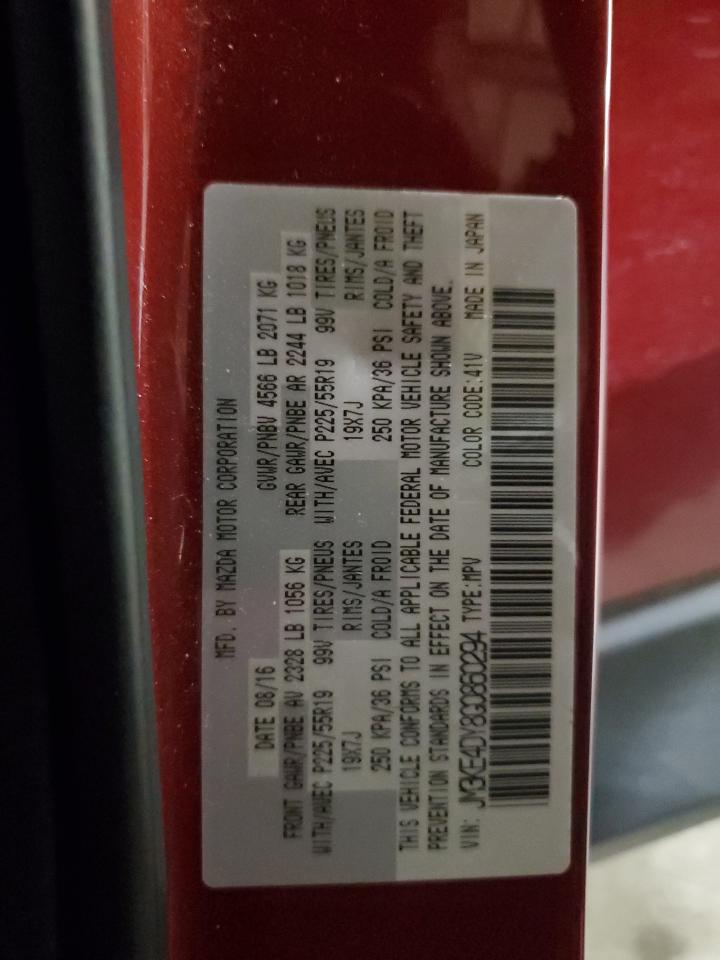 MFD. BY MAZDA MOTOR CORPORATION
DATE 08/16 GVWR/PNBV 4566 LB 2071 KG
FRONT GAWR/PNBE AV 2328 LB 1056 KG REAR GAWR/PNBE AR 2244 LB 1018 KG
WITH/AVEC P225/55R19 99V TIRES/PNEUS WITH/AVEC P225/55R19 99V TIRES/PNEUS
19X7J RIMS/JANTES 19X7J RIMS/JANTES
250 KPA/36 PSI COLD/A FROID 250 KPA/36 PSI COLD/A FROID
THIS VEHICLE CONFORMS TO ALL APPLICABLE FEDERAL MOTOR VEHICLE SAFETY AND THEFT
PREVENTION STANDARDS IN EFFECT ON THE DATE OF MANUFACTURE SHOWN ABOVE.
VIN: JM3KE4DY8G0860294 TYPE:MPV COLOR CODE:41V MADE IN JAPAN